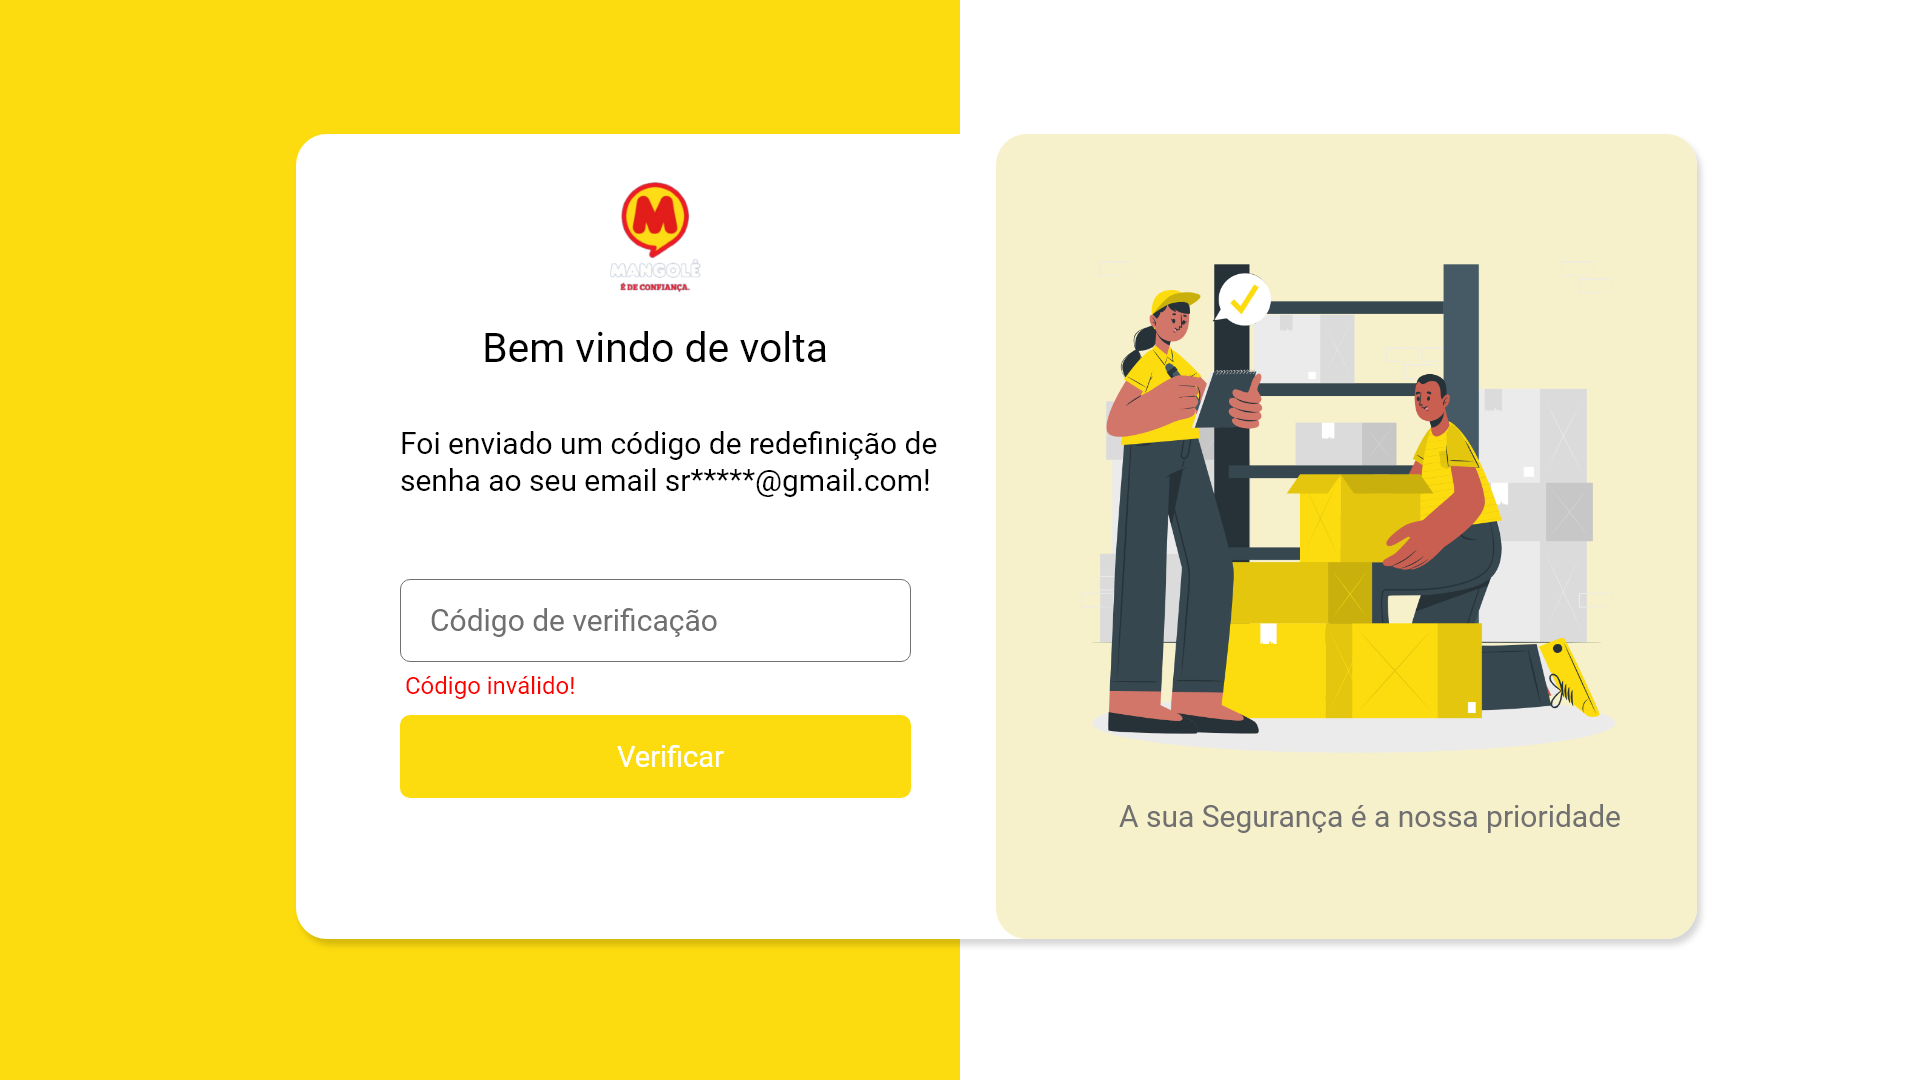 MANGOLÊ
É DE CONFIANÇA.
Bem vindo de volta
Foi enviado um código de redefinição de
senha ao seu email sr*****@gmail.com!
Código de verificação
Código inválido!
Verificar
A sua Segurança é a nossa prioridade